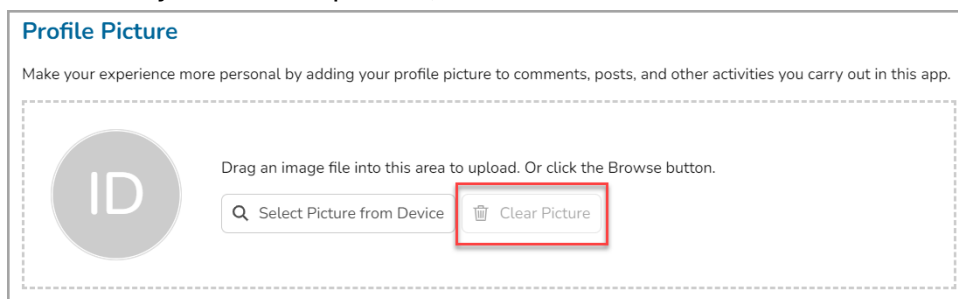 Profile Picture
Make your experience more personal by adding your profile picture to comments, posts, and other activities you carry out in this app.
ID
Drag an image file into this area to upload. Or click the Browse button.
Select Picture from Device
Clear Picture